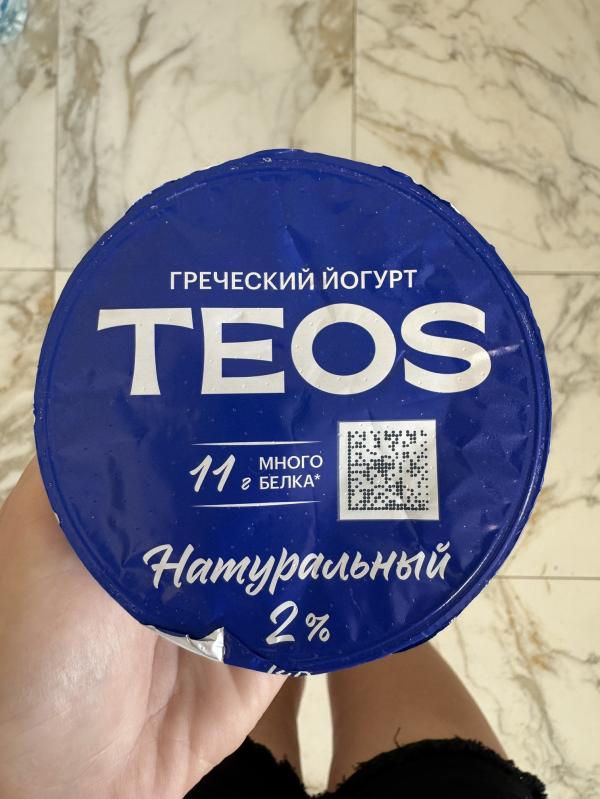 ГРЕЧЕСКИЙ ЙОГУРТ
TEOS
11 г МНОГО
БЕЛКА*
Натуральный
2%